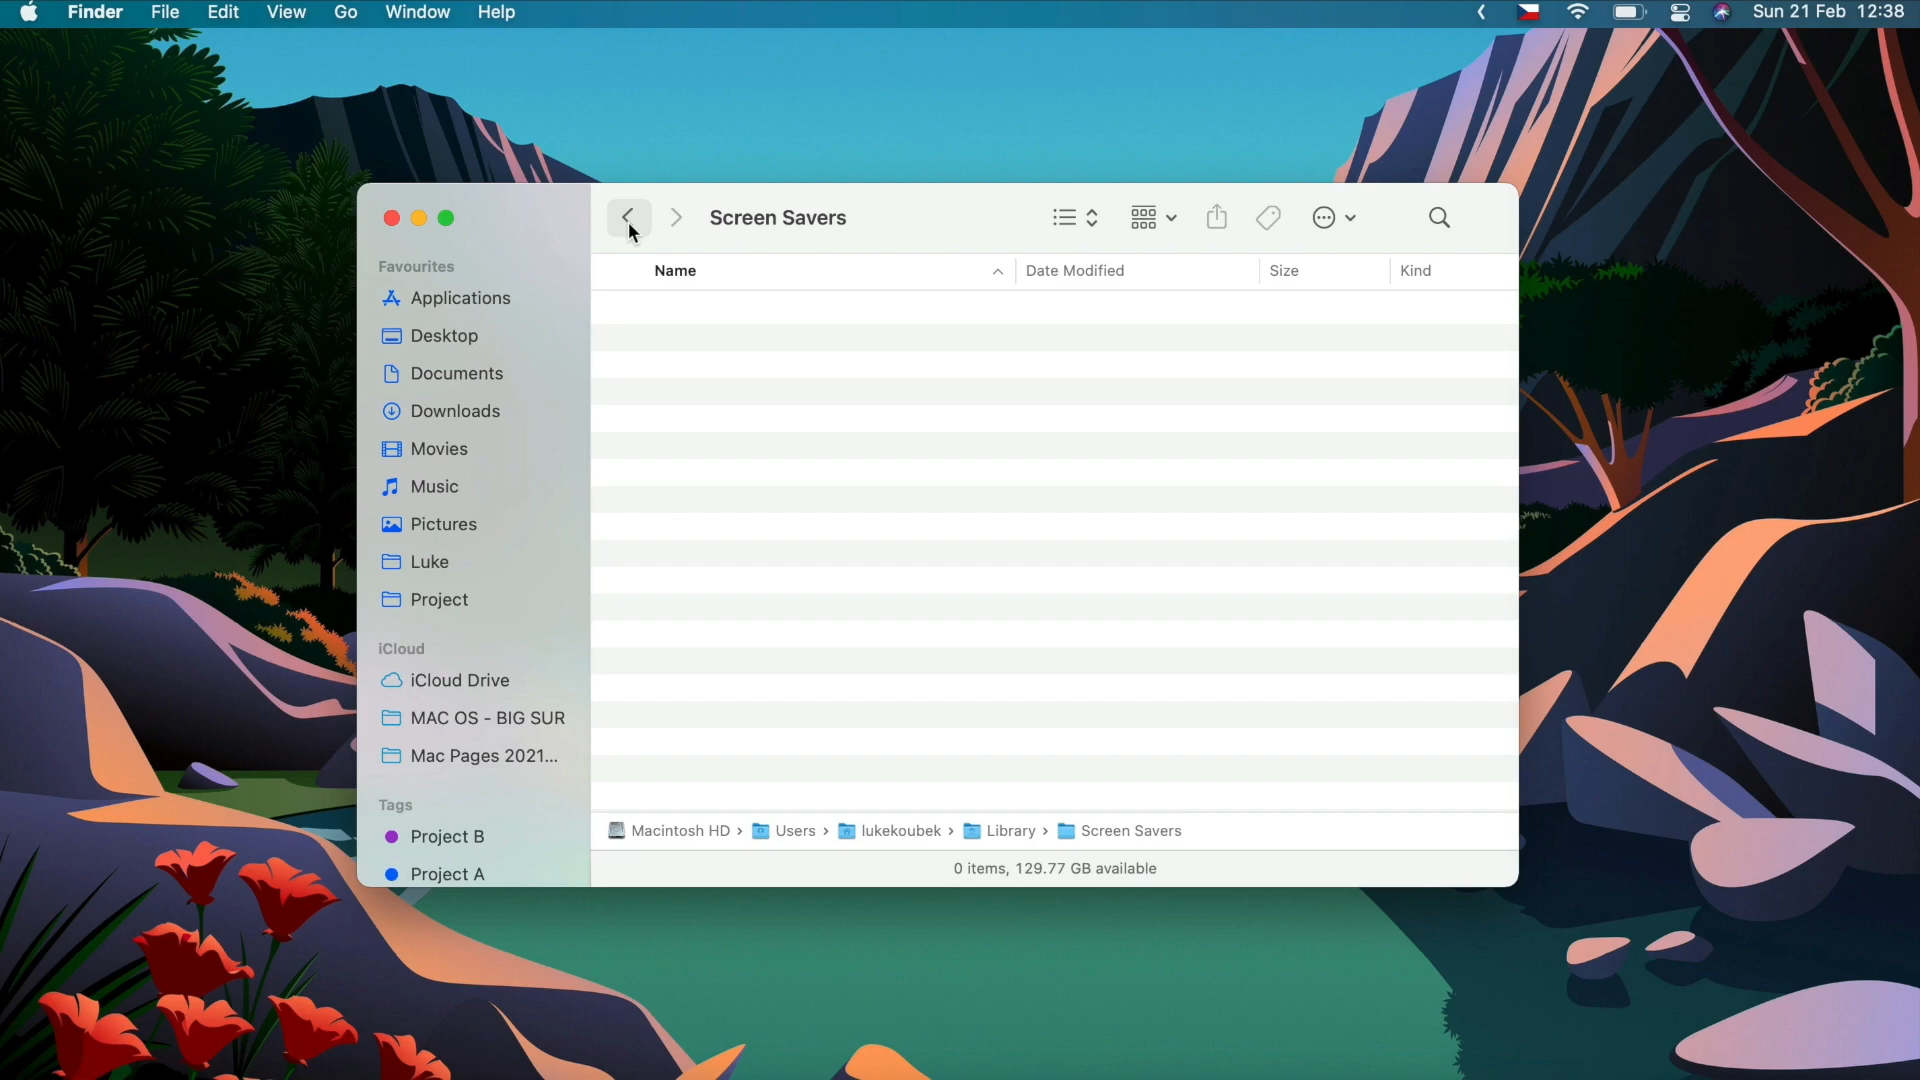 Finder File Edit View Go Window Help Sun 21 Feb 12:38
Screen Savers
Favourites
Applications
Desktop
Documents
Downloads
Movies
Music
Pictures
Luke
Project
iCloud
iCloud Drive
MAC OS - BIG SUR
Mac Pages 2021...
Tags
Project B
Project A
Name Date Modified Size Kind
Macintosh HD › Users › lukekoubek › Library › Screen Savers
0 items, 129.77 GB available